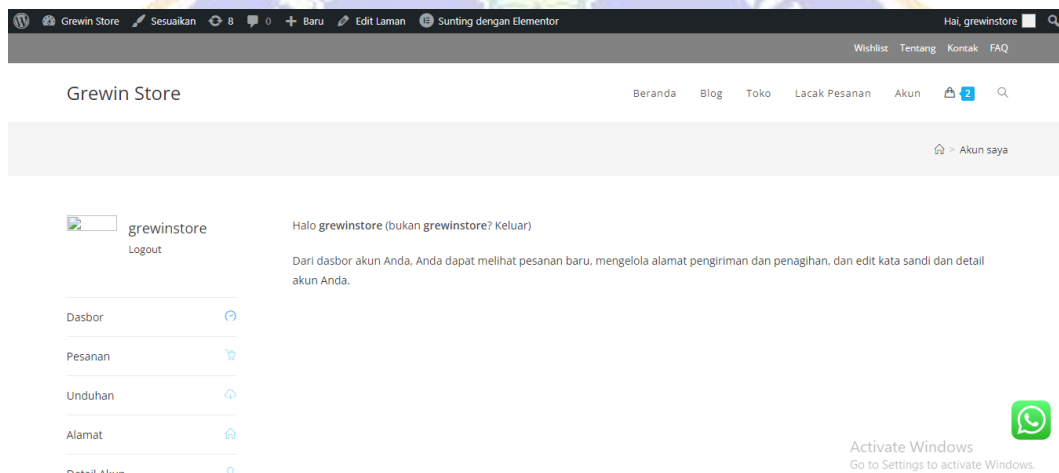 Grewin Store Sesuaikan 8 0 Baru Edit Laman Sunting dengan Elementor Hai, grewinstore
Wishlist Tentang Kontak FAQ
Grewin Store Beranda Blog Toko Lacak Pesanan Akun 2
> Akun saya
grewinstore
Logout
Halo grewinstore (bukan grewinstore? Keluar)
Dari dasbor akun Anda, Anda dapat melihat pesanan baru, mengelola alamat pengiriman dan penagihan, dan edit kata sandi dan detail
akun Anda.
Dasbor
Pesanan
Unduhan
Alamat
Detail Akun
Activate Windows
Go to Settings to activate Windows.